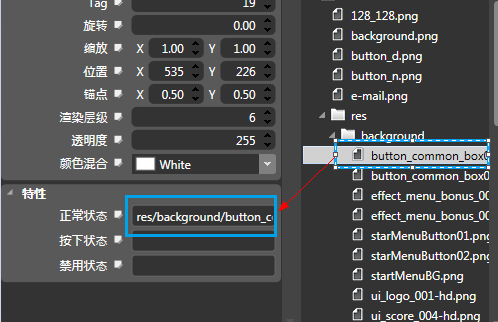 Tag 19
旋转 0.00
缩放 X 1.00 Y 1.00
位置 X 535 Y 226
锚点 X 0.50 Y 0.50
渲染层级 6
透明度 255
颜色混合 White
特性
正常状态 res/background/button_c
按下状态
禁用状态
128_128.png
background.png
button_d.png
button_n.png
e-mail.png
res
background
button_common_box0
button_common_box0
effect_menu_bonus_00
effect_menu_bonus_00
starMenuButton01.png
starMenuButton02.png
startMenuBG.png
ui_logo_001-hd.png
ui_score_004-hd.png